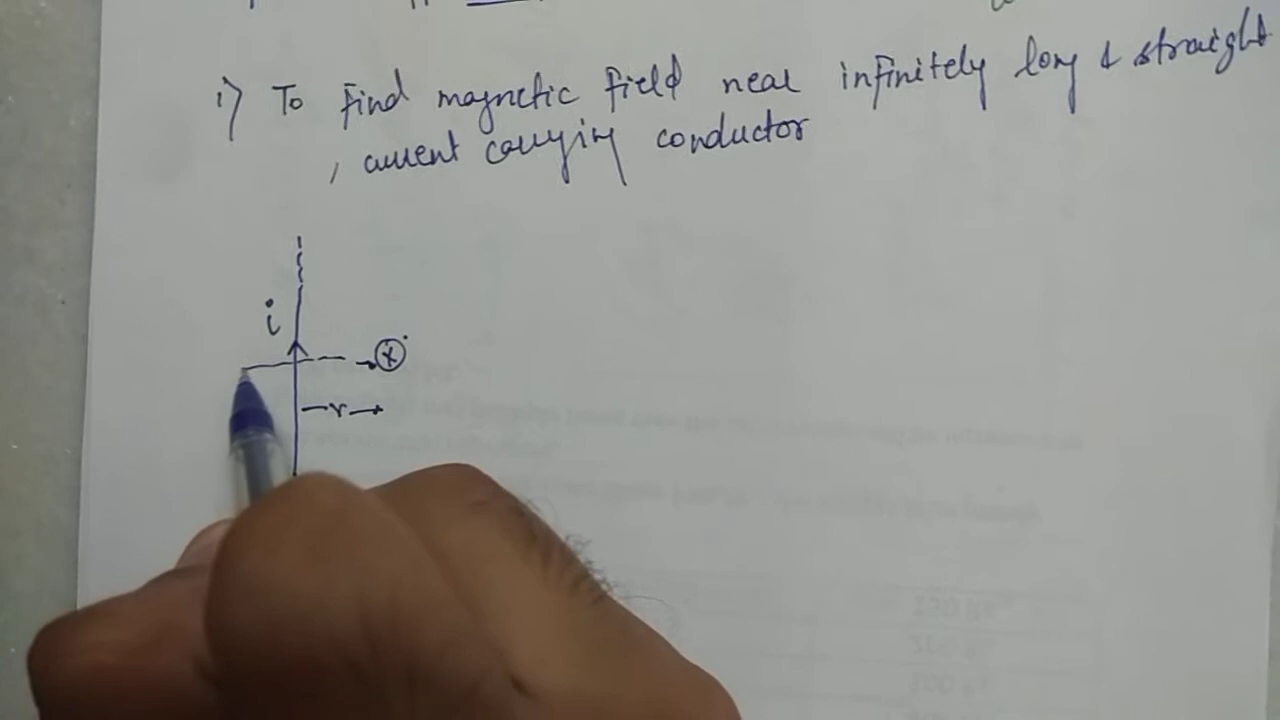 i) To find magnetic field near infinitely long & straight
, current carrying conductor
i
x
r